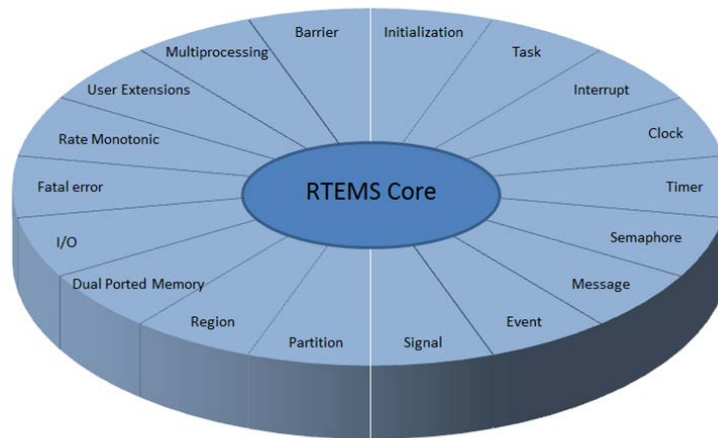 Barrier
Initialization
Multiprocessing
Task
User Extensions
Interrupt
Rate Monotonic
Clock
Fatal error
RTEMS Core
Timer
I/O
Semaphore
Dual Ported Memory
Message
Region
Event
Partition
Signal